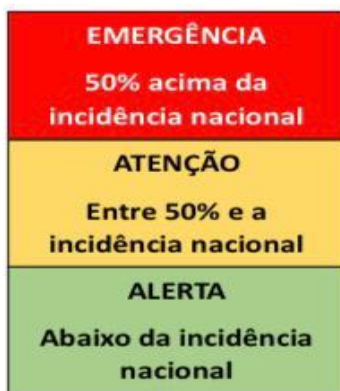 EMERGÊNCIA
50% acima da
incidência nacional
ATENÇÃO
Entre 50% e a
incidência nacional
ALERTA
Abaixo da incidência
nacional